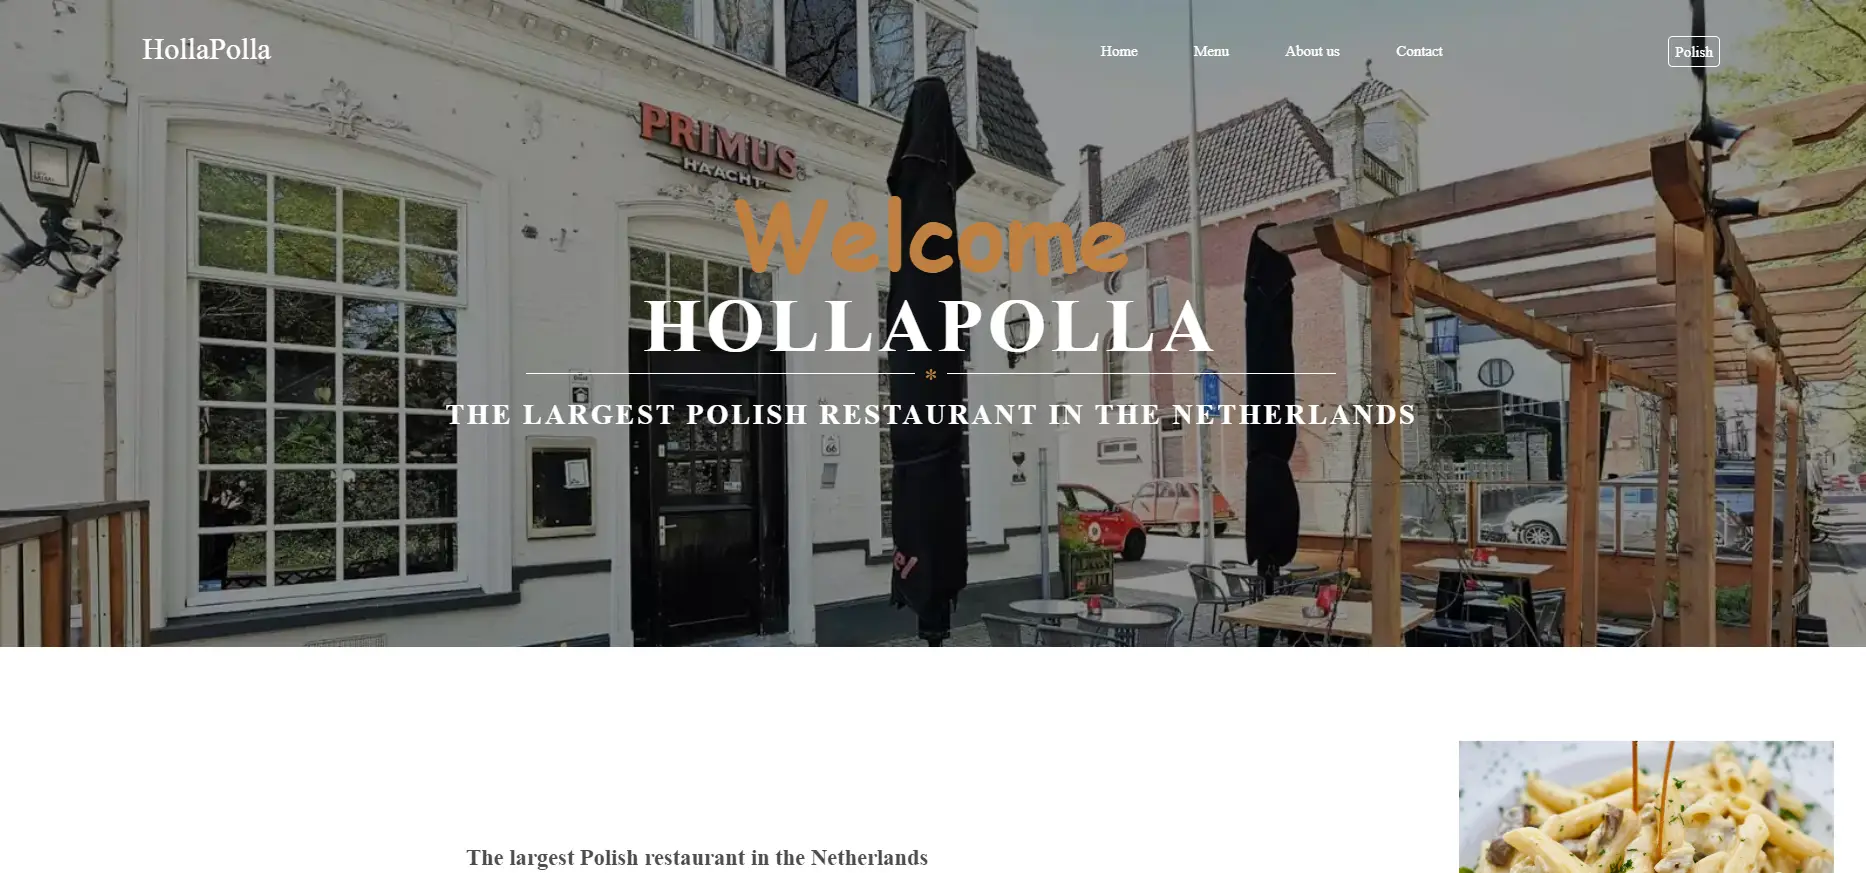 HollaPolla
Home
Menu
About us
Contact
Polish
PRIMUS
HAACHT
Welcome
HOLLAPOLLA
*
THE LARGEST POLISH RESTAURANT IN THE NETHERLANDS
66
The largest Polish restaurant in the Netherlands